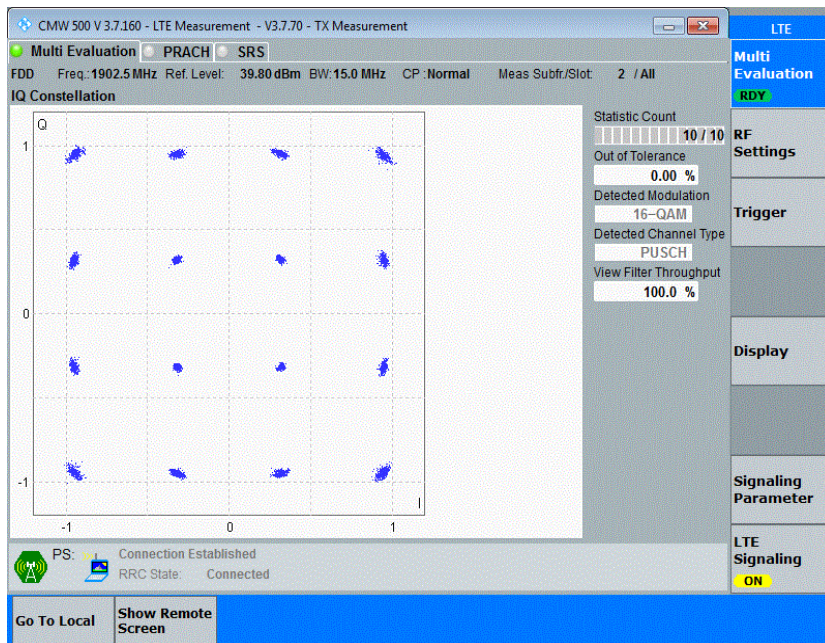 CMW 500 V 3.7.160 - LTE Measurement - V3.7.70 - TX Measurement
Multi Evaluation PRACH SRS
FDD Freq.: 1902.5 MHz Ref. Level: 39.80 dBm BW: 15.0 MHz CP : Normal Meas Subfr./Slot: 2 / All
IQ Constellation
Q
1
0
-1
I
-1 0 1
Statistic Count
10 / 10
Out of Tolerance
0.00 %
Detected Modulation
16-QAM
Detected Channel Type
PUSCH
View Filter Throughput
100.0 %
PS: Connection Established
RRC State: Connected
LTE
Multi
Evaluation
RDY
RF
Settings
Trigger
Display
Signaling
Parameter
LTE
Signaling
ON
Go To Local
Show Remote
Screen